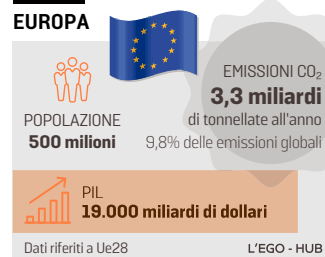 EUROPA
EMISSIONI CO₂
3,3 miliardi
di tonnellate all'anno
9,8% delle emissioni globali
POPOLAZIONE
500 milioni
PIL
19.000 miliardi di dollari
Dati riferiti a Ue28
L'EGO - HUB